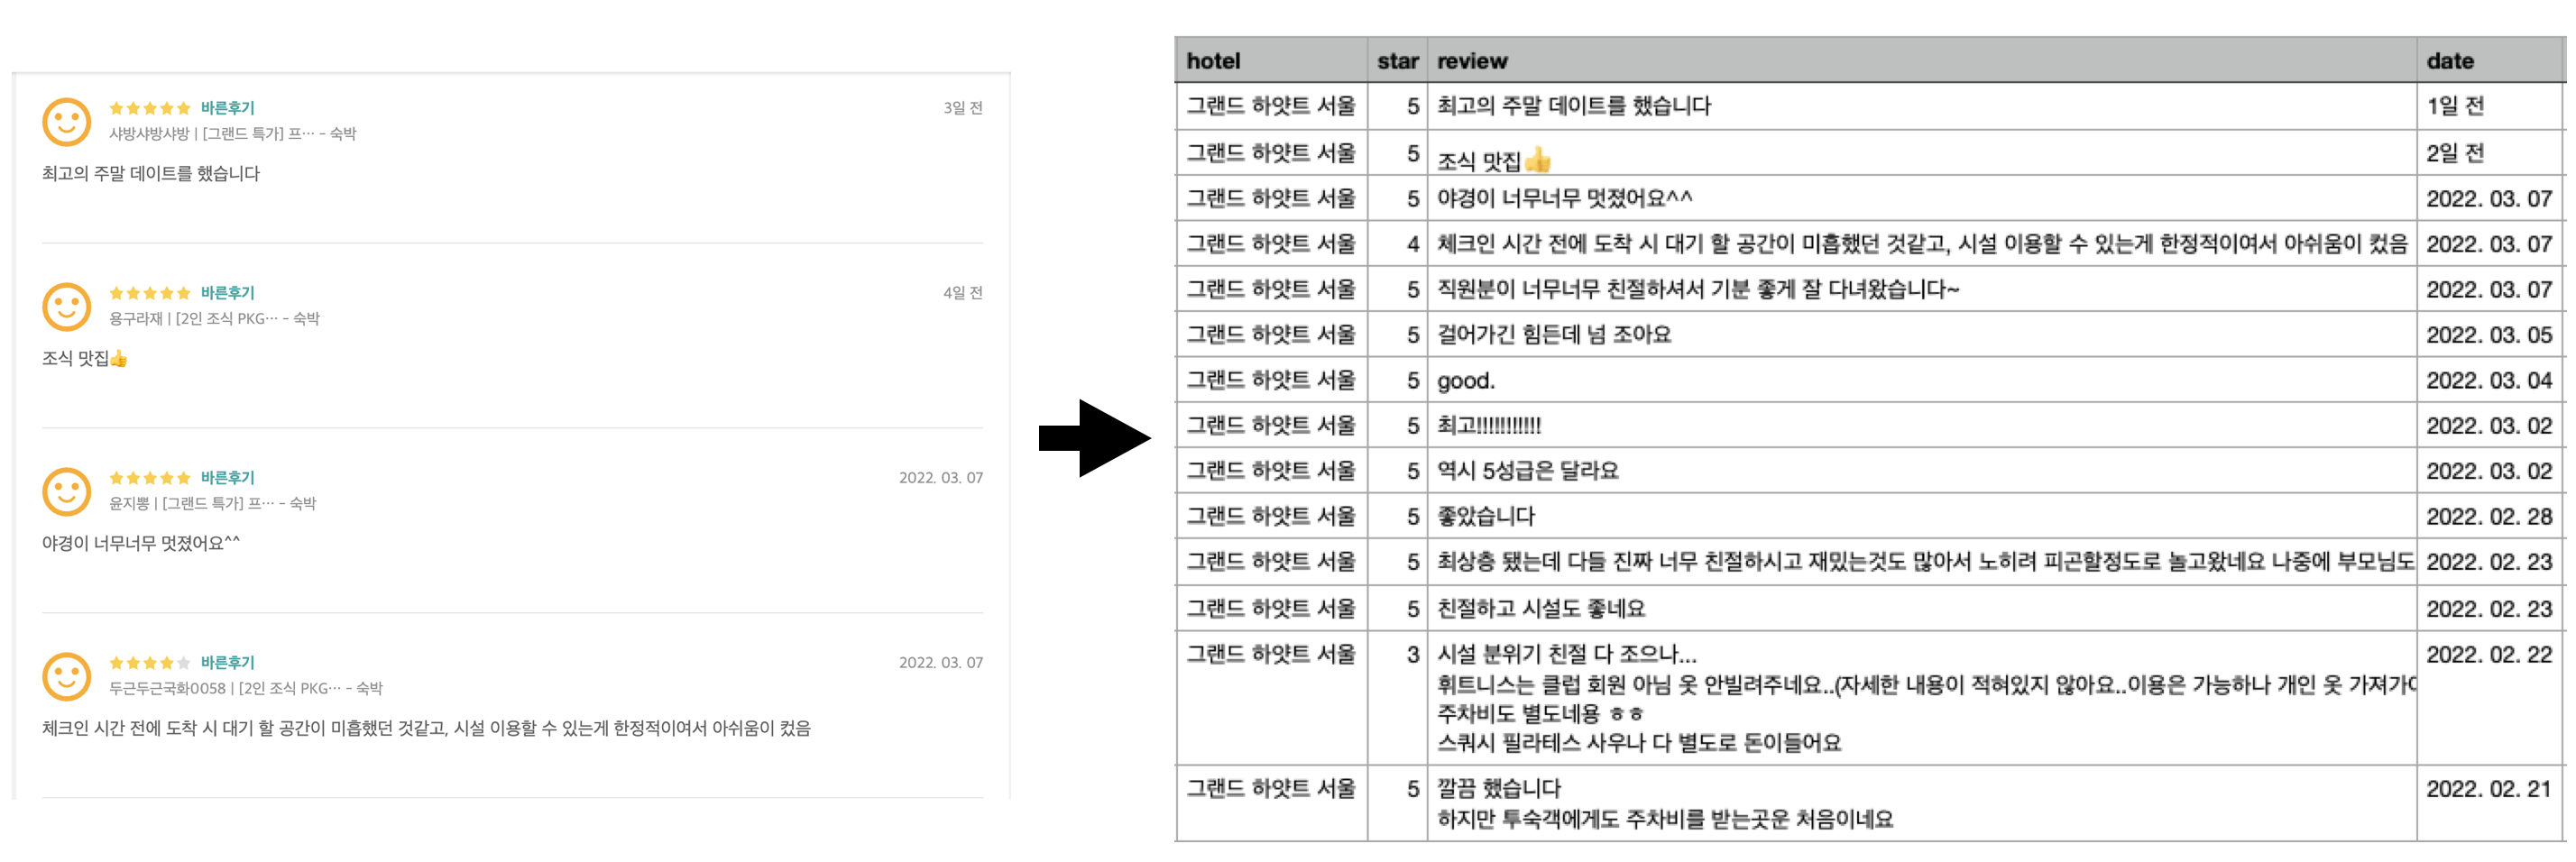 바른후기
3일 전
샤방샤방샤방 | [그랜드 특가] 프… - 숙박
최고의 주말 데이트를 했습니다
바른후기
4일 전
용구라재 | [2인 조식 PKG… - 숙박
조식 맛집👍
바른후기
2022. 03. 07
윤지뽕 | [그랜드 특가] 프… - 숙박
야경이 너무너무 멋졌어요^^
바른후기
2022. 03. 07
두근두근국화0058 | [2인 조식 PKG… - 숙박
체크인 시간 전에 도착 시 대기 할 공간이 미흡했던 것같고, 시설 이용할 수 있는게 한정적이여서 아쉬움이 컸음
hotel star review date
그랜드 하얏트 서울 5 최고의 주말 데이트를 했습니다 1일 전
그랜드 하얏트 서울 5 조식 맛집👍 2일 전
그랜드 하얏트 서울 5 야경이 너무너무 멋졌어요^^ 2022. 03. 07
그랜드 하얏트 서울 4 체크인 시간 전에 도착 시 대기 할 공간이 미흡했던 것같고, 시설 이용할 수 있는게 한정적이여서 아쉬움이 컸음 2022. 03. 07
그랜드 하얏트 서울 5 직원분이 너무너무 친절하셔서 기분 좋게 잘 다녀왔습니다~ 2022. 03. 07
그랜드 하얏트 서울 5 걸어가긴 힘든데 넘 조아요 2022. 03. 05
그랜드 하얏트 서울 5 good. 2022. 03. 04
그랜드 하얏트 서울 5 최고!!!!!!!!!!! 2022. 03. 02
그랜드 하얏트 서울 5 역시 5성급은 달라요 2022. 03. 02
그랜드 하얏트 서울 5 좋았습니다 2022. 02. 28
그랜드 하얏트 서울 5 최상층 됐는데 다들 진짜 너무 친절하시고 재밌는것도 많아서 노히려 피곤할정도로 놀고왔네요 나중에 부모님도 2022. 02. 23
그랜드 하얏트 서울 5 친절하고 시설도 좋네요 2022. 02. 23
그랜드 하얏트 서울 3 시설 분위기 친절 다 조으나... 2022. 02. 22
휘트니스는 클럽 회원 아님 옷 안빌려주네요..(자세한 내용이 적혀있지 않아요..이용은 가능하나 개인 옷
주차비도 별도네용 ㅎㅎ
스쿼시 필라테스 사우나 다 별도로 돈이들어요
그랜드 하얏트 서울 5 깔끔 했습니다 2022. 02. 21
하지만 투숙객에게도 주차비를 받는곳운 처음이네요